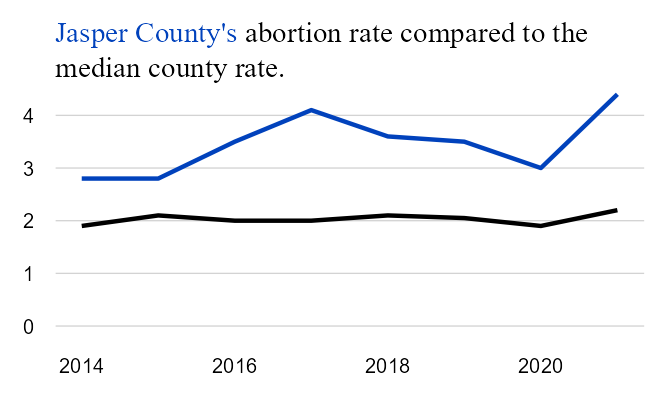 Jasper County's abortion rate compared to the
median county rate.
4
3
2
1
0
2014 2016 2018 2020